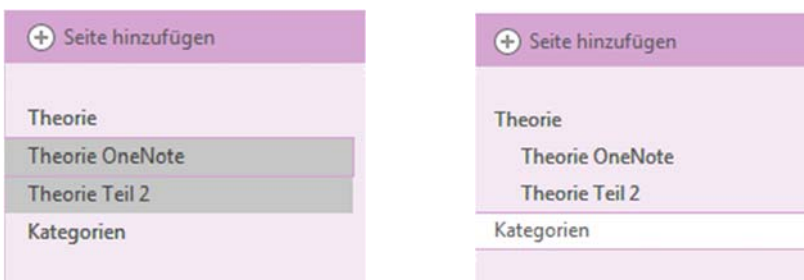 Seite hinzufügen
Theorie
Theorie OneNote
Theorie Teil 2
Kategorien
Seite hinzufügen
Theorie
Theorie OneNote
Theorie Teil 2
Kategorien